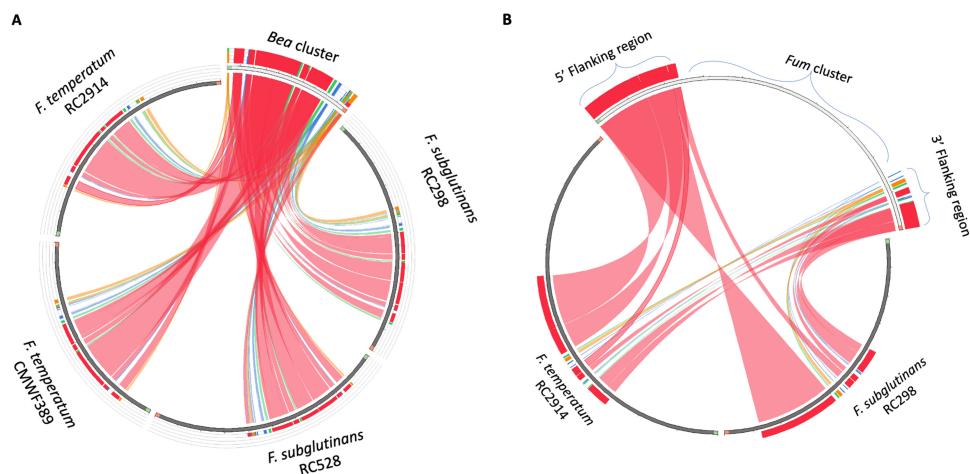 A
Bea cluster
F. temperatum
RC2914
F. subglutinans
RC298
F. temperatum
CMWF389
F. subglutinans
RC528
B
5' Flanking region
Fum cluster
3' Flanking region
F. temperatum
RC2914
F. subglutinans
RC298